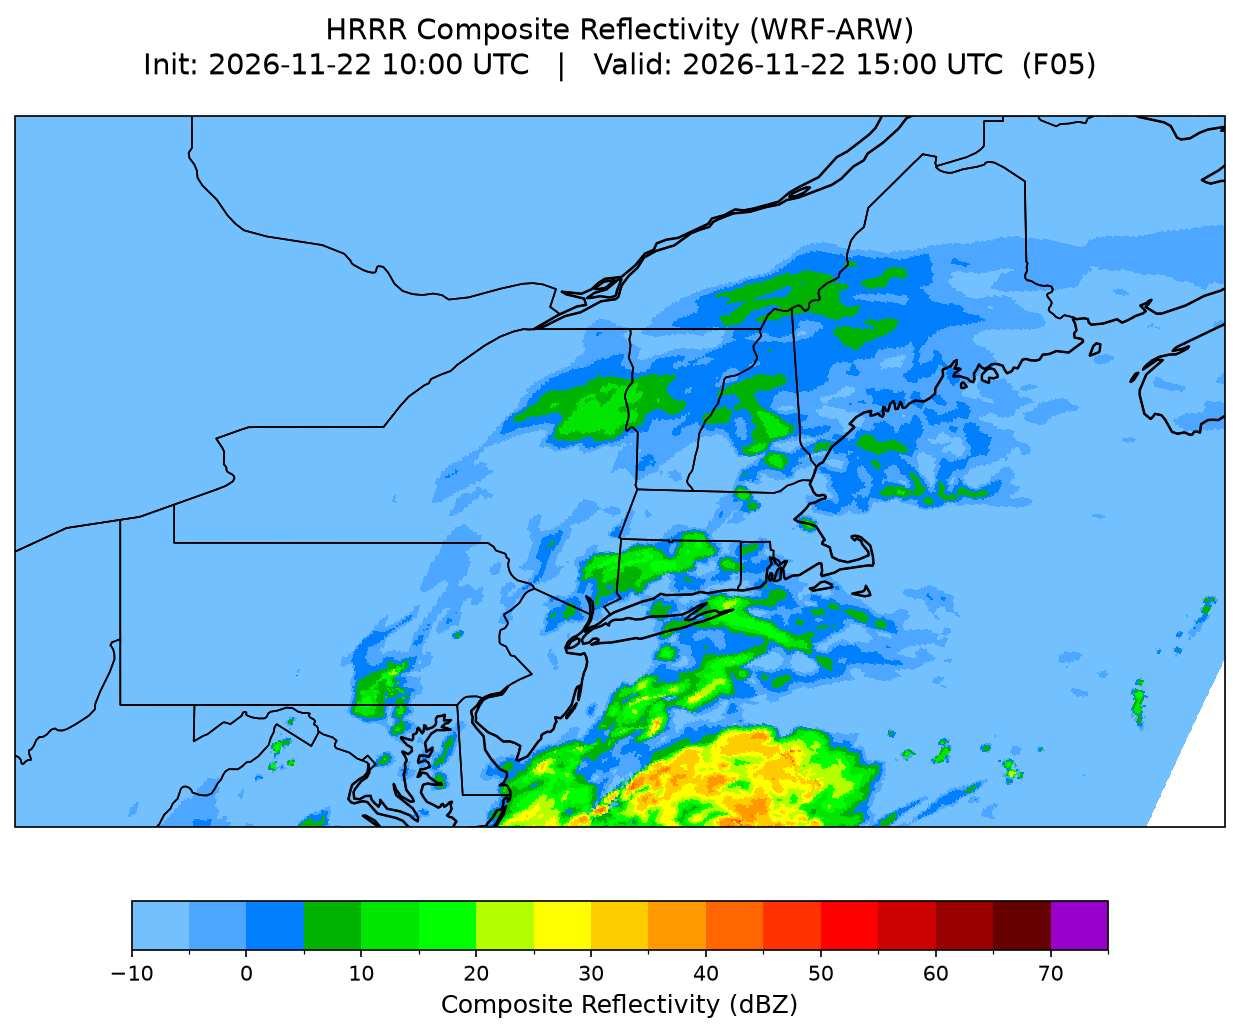 HRRR Composite Reflectivity (WRF-ARW)
Init: 2026-11-22 10:00 UTC   |   Valid: 2026-11-22 15:00 UTC  (F05)
−10 0 10 20 30 40 50 60 70
Composite Reflectivity (dBZ)